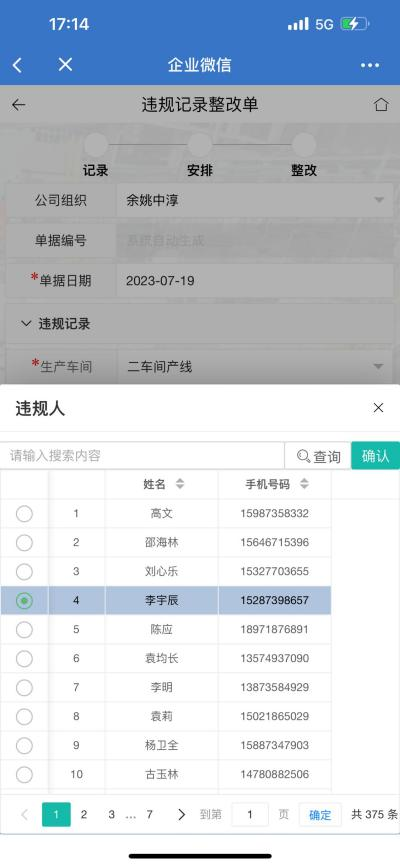 17:14 5G
企业微信
违规记录整改单
记录 安排 整改
公司组织 余姚中淳
单据编号 系统自动生成
*单据日期 2023-07-19
违规记录
*生产车间 二车间产线
违规人
请输入搜索内容 查询 确认
姓名 手机号码
1 高文 15987358332
2 邵海林 15646715396
3 刘心乐 15327703655
4 李宇辰 15287398657
5 陈应 18971876891
6 袁均长 13574937090
7 李明 13873584929
8 袁莉 15021865029
9 杨卫全 15887347903
10 古玉林 14780882506
1 2 3 … 7 到第 1 页 确定 共 375 条